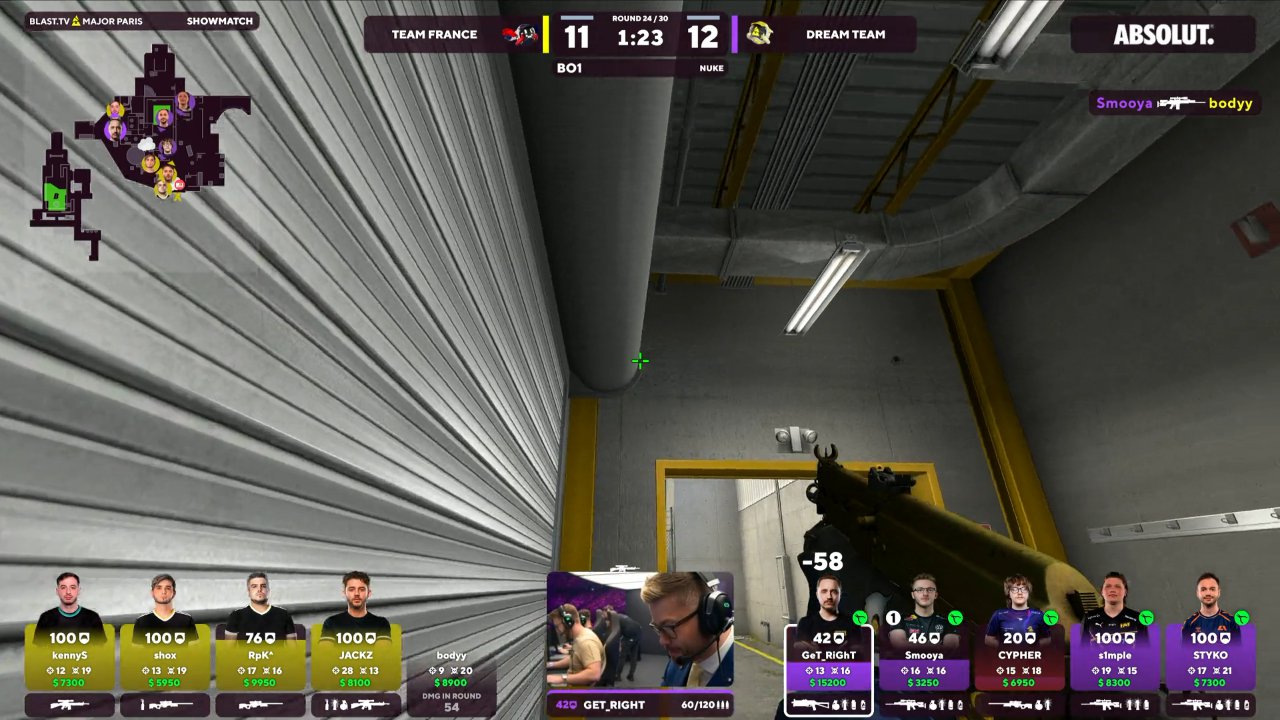 BLAST.TV MAJOR PARIS SHOWMATCH
TEAM FRANCE 11 ROUND 24 / 30 1:23 12 DREAM TEAM
BO1 NUKE
ABSOLUT.
Smooya bodyy
-58
1
100 kennyS 12 19 $7300
100 shox 13 19 $5950
76 RpK^ 17 16 $9950
100 JACKZ 28 13 $8100
bodyy 9 20 $8900
DMG IN ROUND
54
42 GET_RIGHT 60/120
42 GeT_RiGhT 13 16 $15200
46 Smooya 16 16 $3250
20 CYPHER 15 18 $6950
100 s1mple 19 15 $8300
100 STYKO 17 21 $7300